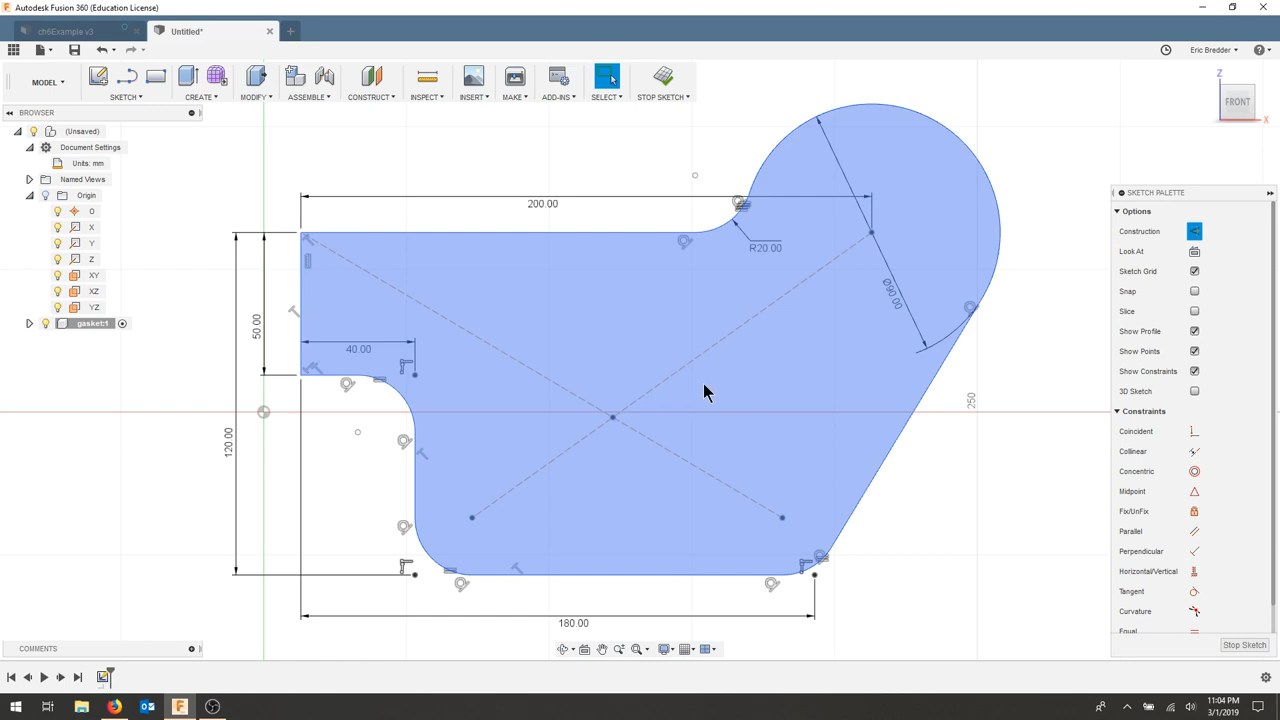 Autodesk Fusion 360 (Education License)
ch6Example v3
Untitled*
Eric Bredder
MODEL
SKETCH
CREATE
MODIFY
ASSEMBLE
CONSTRUCT
INSPECT
INSERT
MAKE
ADD-INS
SELECT
STOP SKETCH
Z
FRONT
X
BROWSER
(Unsaved)
Document Settings
Units: mm
Named Views
Origin
O
X
Y
Z
XY
XZ
YZ
gasket:1
200.00
R20.00
Ø90.00
50.00
40.00
120.00
250
180.00
SKETCH PALETTE
Options
Construction
Look At
Sketch Grid
Snap
Slice
Show Profile
Show Points
Show Constraints
3D Sketch
Constraints
Coincident
Collinear
Concentric
Midpoint
Fix/UnFix
Parallel
Perpendicular
Horizontal/Vertical
Tangent
Curvature
Equal
Stop Sketch
COMMENTS
11:04 PM
3/1/2019